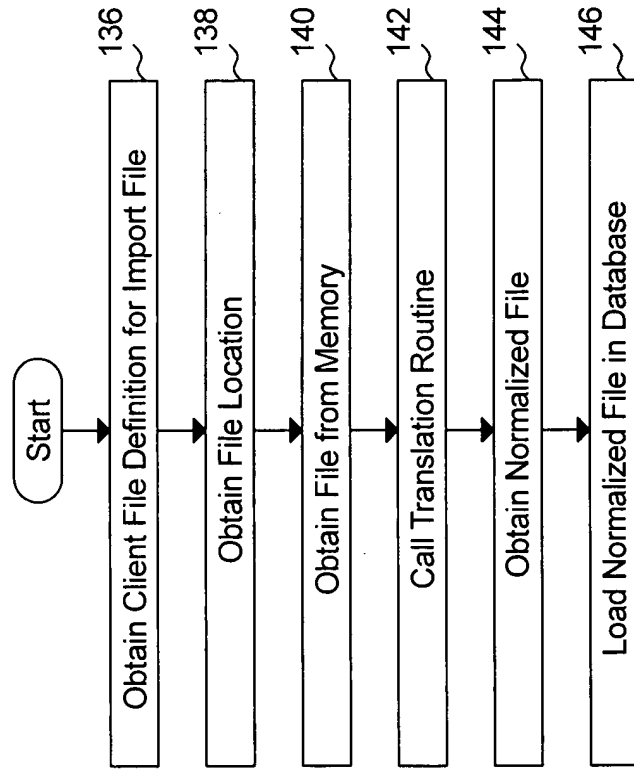 Start
136
Obtain Client File Definition for Import File
138
Obtain File Location
140
Obtain File from Memory
142
Call Translation Routine
144
Obtain Normalized File
146
Load Normalized File in Database